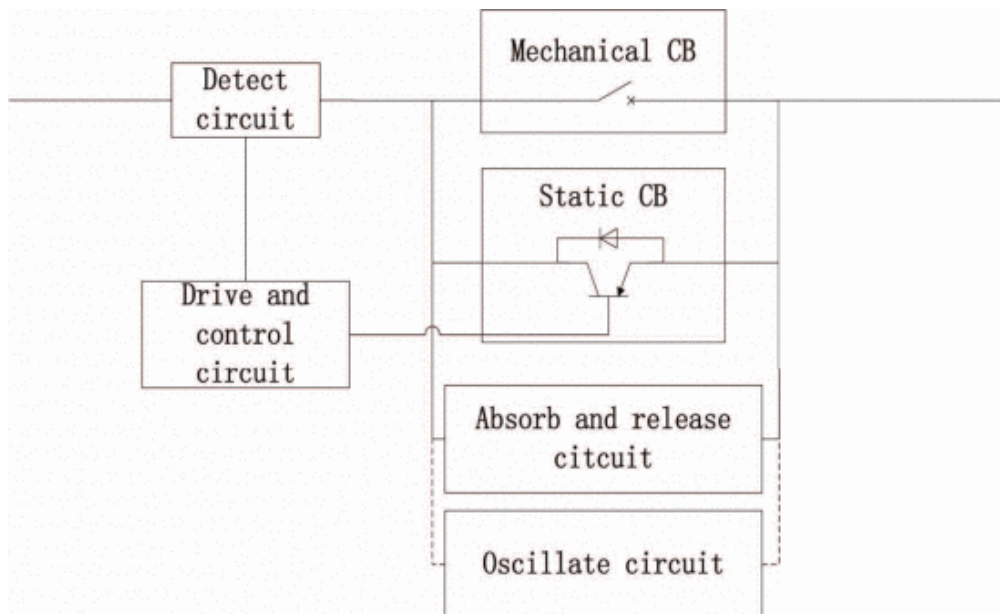 Mechanical CB
Detect
circuit
Static CB
Drive and
control
circuit
Absorb and release
citcuit
Oscillate circuit